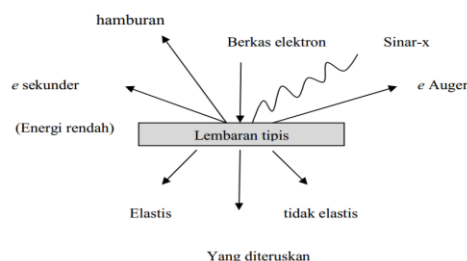 hamburan
Berkas elektron
Sinar-x
e sekunder
e Auger
(Energi rendah)
Lembaran tipis
Elastis
tidak elastis
Yang diteruskan